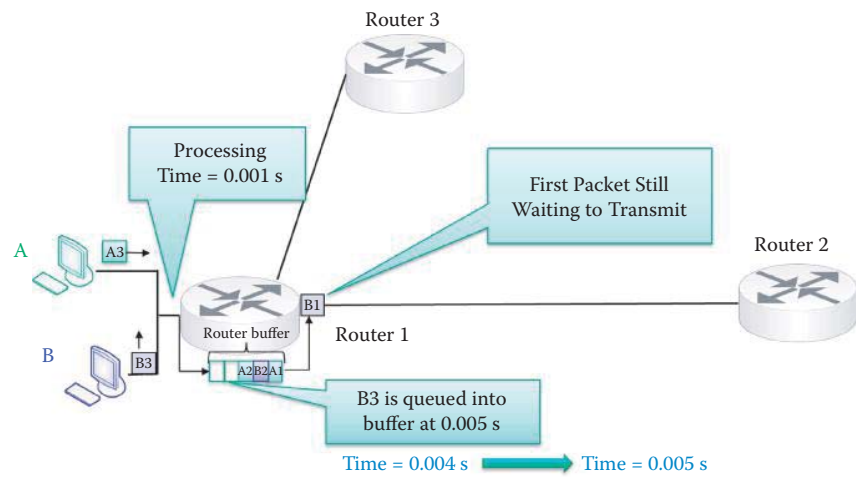 Router 3
Processing
Time = 0.001 s
First Packet Still
Waiting to Transmit
A
A3
Router 2
B1
Router buffer
Router 1
B
B3
A2 B2 A1
B3 is queued into
buffer at 0.005 s
Time = 0.004 s
Time = 0.005 s